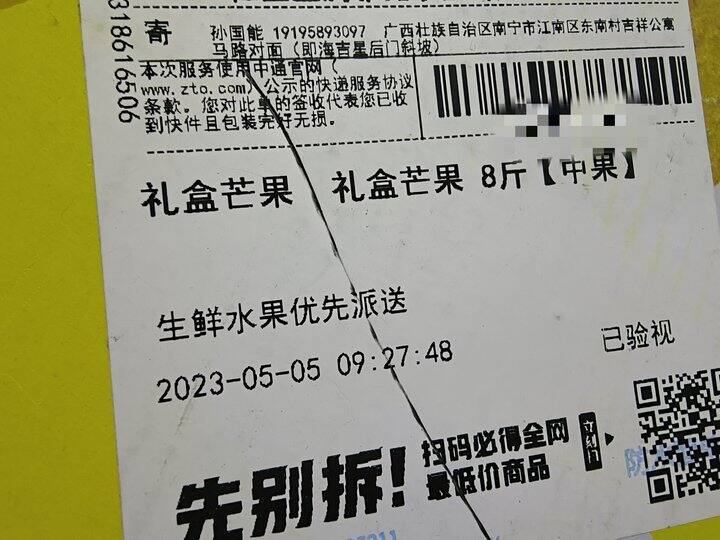 318616506
寄
孙国能 19195893097 广西壮族自治区南宁市江南区东南村吉祥公寓
马路对面（即海吉星后门斜坡）
本次服务使用中通官网（
www.zto.com）公示的快递服务协议
条款。您对此单的签收代表您已收
到快件且包装完好无损。
礼盒芒果 礼盒芒果 8斤【中果】
生鲜水果优先派送
已验视
2023-05-05 09:27:48
先别拆！
扫码必得全网
最低价商品